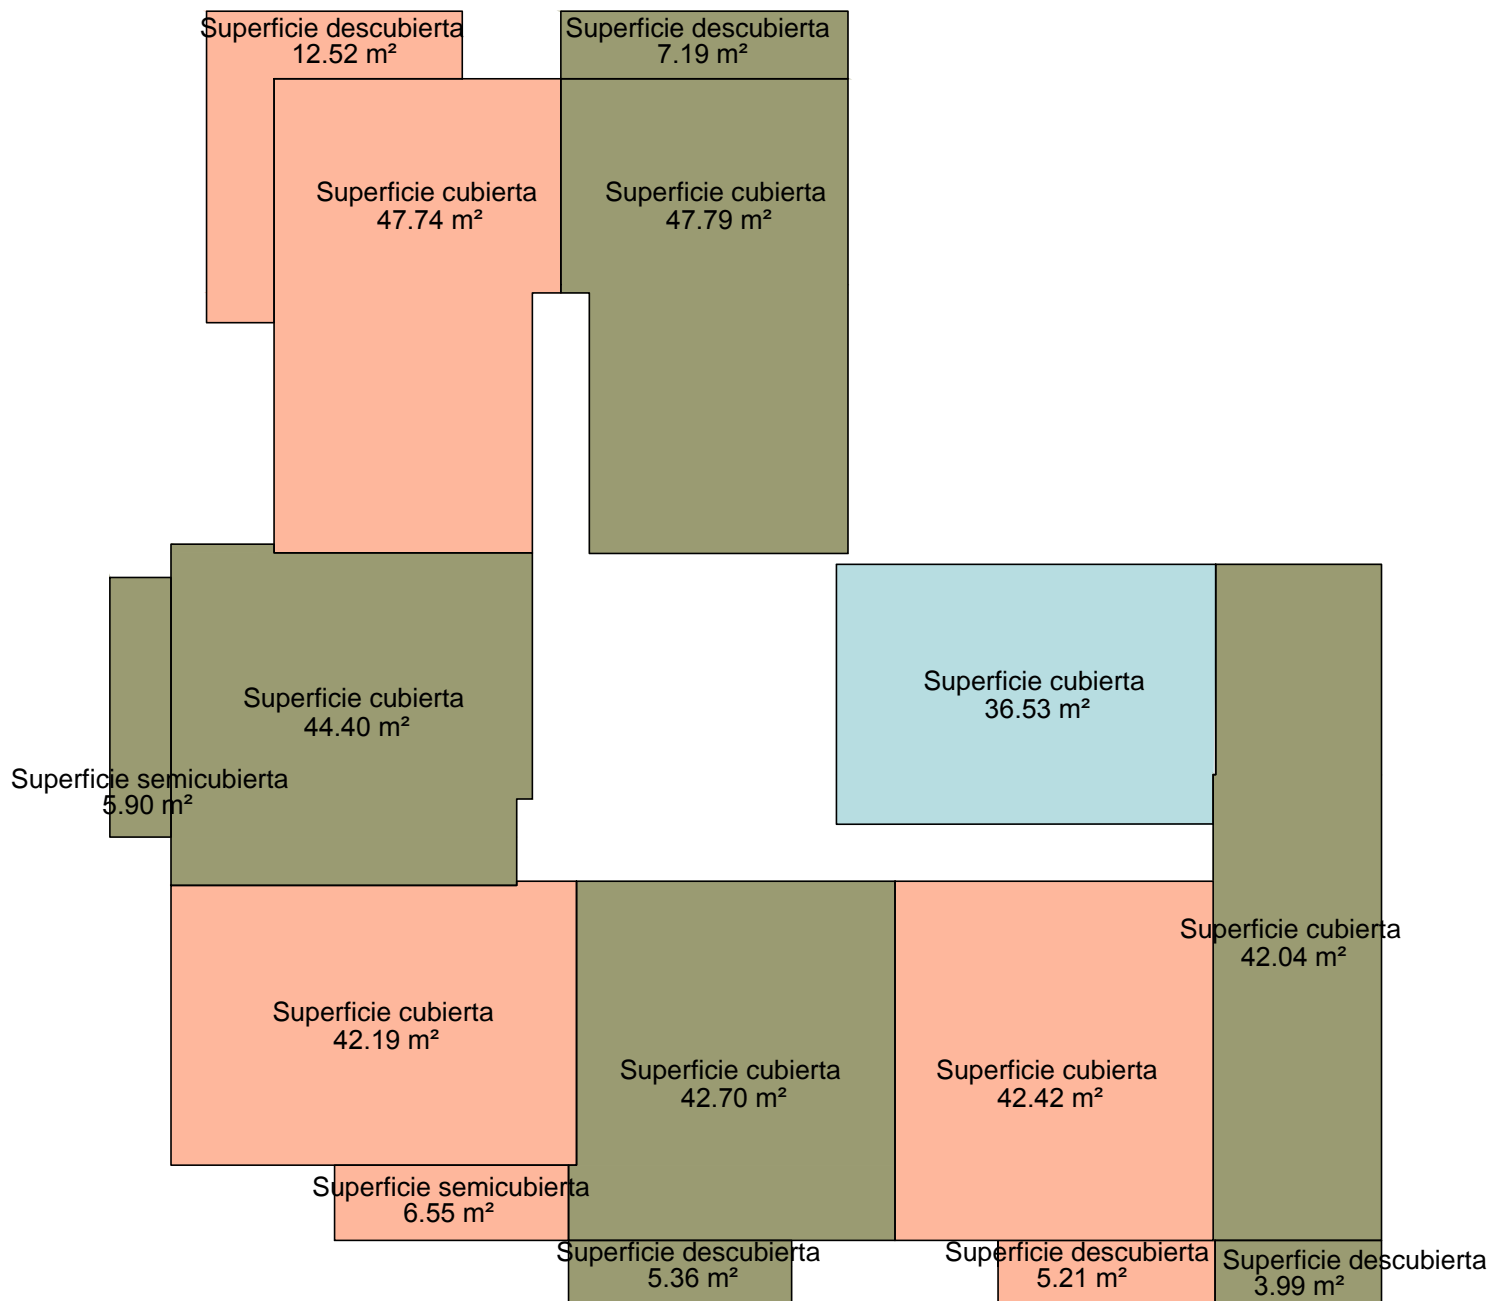 Superficie descubierta
12.52 m²
Superficie descubierta
7.19 m²
Superficie cubierta
47.74 m²
Superficie cubierta
47.79 m²
Superficie cubierta
44.40 m²
Superficie cubierta
36.53 m²
Superficie semicubierta
5.90 m²
Superficie cubierta
42.04 m²
Superficie cubierta
42.19 m²
Superficie cubierta
42.70 m²
Superficie cubierta
42.42 m²
Superficie semicubierta
6.55 m²
Superficie descubierta
5.36 m²
Superficie descubierta
5.21 m²
Superficie descubierta
3.99 m²